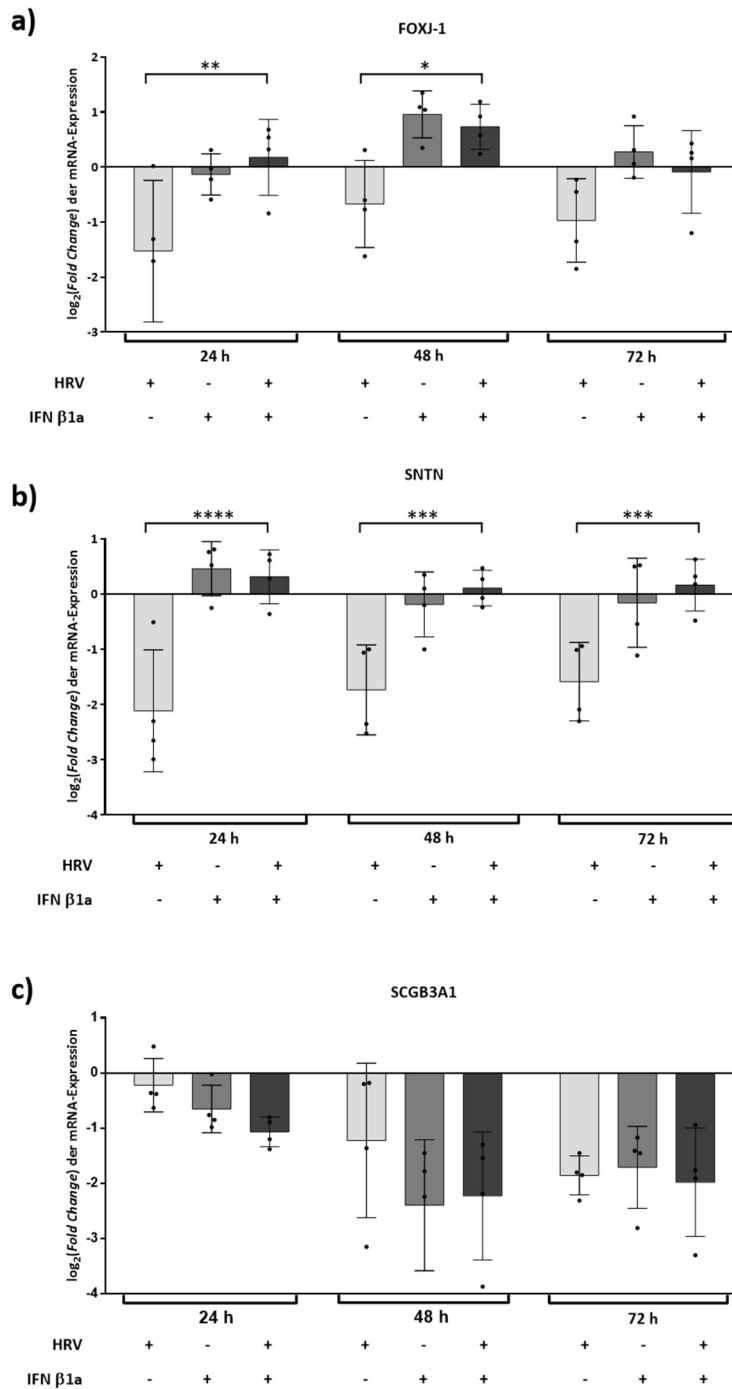 a)
FOXJ-1
log₂(Fold Change) der mRNA-Expression
2
1
0
-1
-2
-3
**
*
24 h
48 h
72 h
HRV + - + + - + + - +
IFN β1a - + + - + + - + +
b)
SNTN
log₂(Fold Change) der mRNA-Expression
1
0
-1
-2
-3
-4
****
***
***
24 h
48 h
72 h
HRV + - + + - + + - +
IFN β1a - + + - + + - + +
c)
SCGB3A1
log₂(Fold Change) der mRNA-Expression
1
0
-1
-2
-3
-4
24 h
48 h
72 h
HRV + - + + - + + - +
IFN β1a - + + - + + - + +